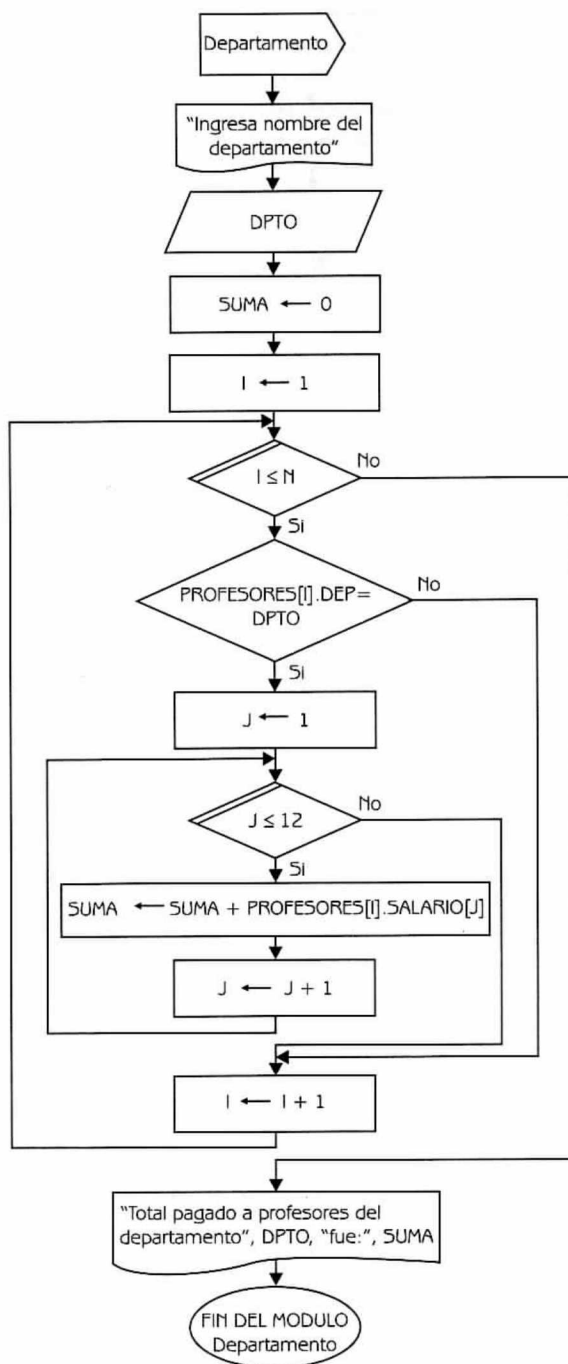 Departamento
"Ingresa nombre del
departamento"
DPTO
SUMA ← 0
I ← 1
I ≤ N
No
Si
PROFESORES[I].DEP=
DPTO
No
Si
J ← 1
J ≤ 12
No
Si
SUMA ← SUMA + PROFESORES[I].SALARIO[J]
J ← J + 1
I ← I + 1
"Total pagado a profesores del
departamento", DPTO, "fue:", SUMA
FIN DEL MODULO
Departamento